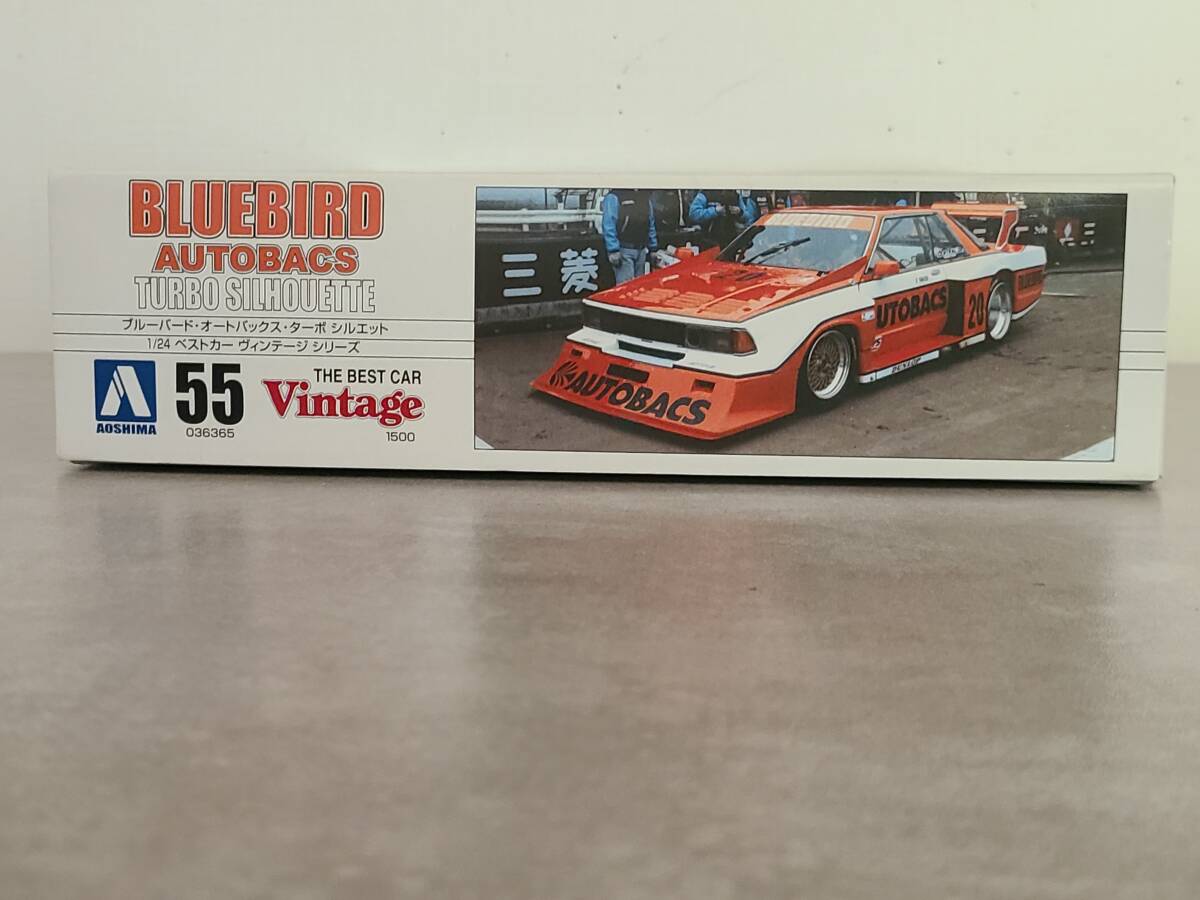 BLUEBIRD
AUTOBACS
TURBO SILHOUETTE
ブルーバード・オートバックス・ターボ シルエット
1/24 ベストカー ヴィンテージ シリーズ
AOSHIMA
55
036365
THE BEST CAR
Vintage
1500
三菱
BLUEBIRD
UTOBACS
20
BLUEBIRD
DUNLOP
AUTOBACS